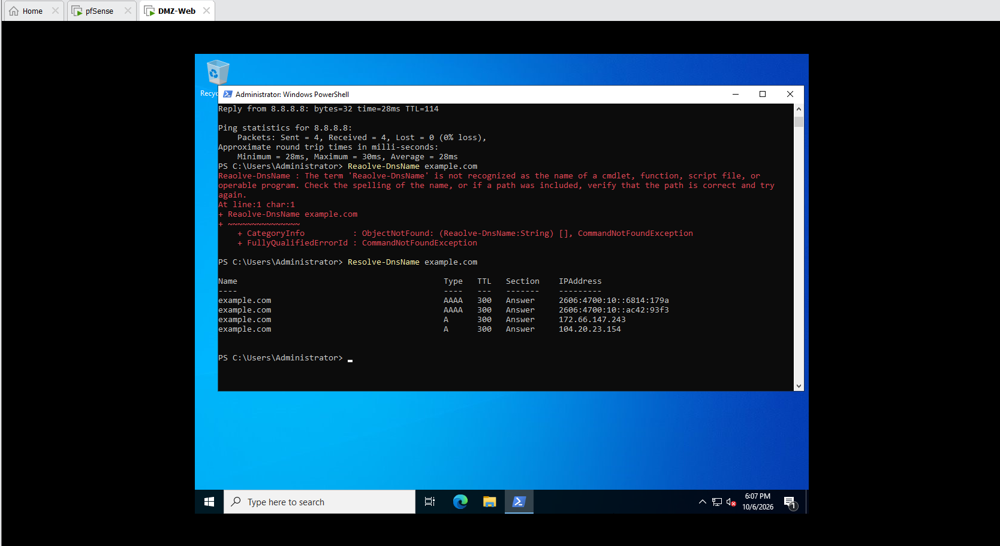 Home
pfSense
DMZ-Web
Recyc
Administrator: Windows PowerShell
Reply from 8.8.8.8: bytes=32 time=28ms TTL=114
Ping statistics for 8.8.8.8:
    Packets: Sent = 4, Received = 4, Lost = 0 (0% loss),
Approximate round trip times in milli-seconds:
    Minimum = 28ms, Maximum = 30ms, Average = 28ms
PS C:\Users\Administrator> Reaolve-DnsName example.com
Reaolve-DnsName : The term 'Reaolve-DnsName' is not recognized as the name of a cmdlet, function, script file, or
operable program. Check the spelling of the name, or if a path was included, verify that the path is correct and try
again.
At line:1 char:1
+ Reaolve-DnsName example.com
+ ~~~~~~~~~~~~~~~
    + CategoryInfo          : ObjectNotFound: (Reaolve-DnsName:String) [], CommandNotFoundException
    + FullyQualifiedErrorId : CommandNotFoundException
PS C:\Users\Administrator> Resolve-DnsName example.com
Name                                           Type   TTL   Section    IPAddress
----                                           ----   ---   -------    ---------
example.com                                    AAAA   300   Answer     2606:4700:10::6814:179a
example.com                                    AAAA   300   Answer     2606:4700:10::ac42:93f3
example.com                                    A      300   Answer     172.66.147.243
example.com                                    A      300   Answer     104.20.23.154
PS C:\Users\Administrator> _
Type here to search
6:07 PM
10/6/2026
1